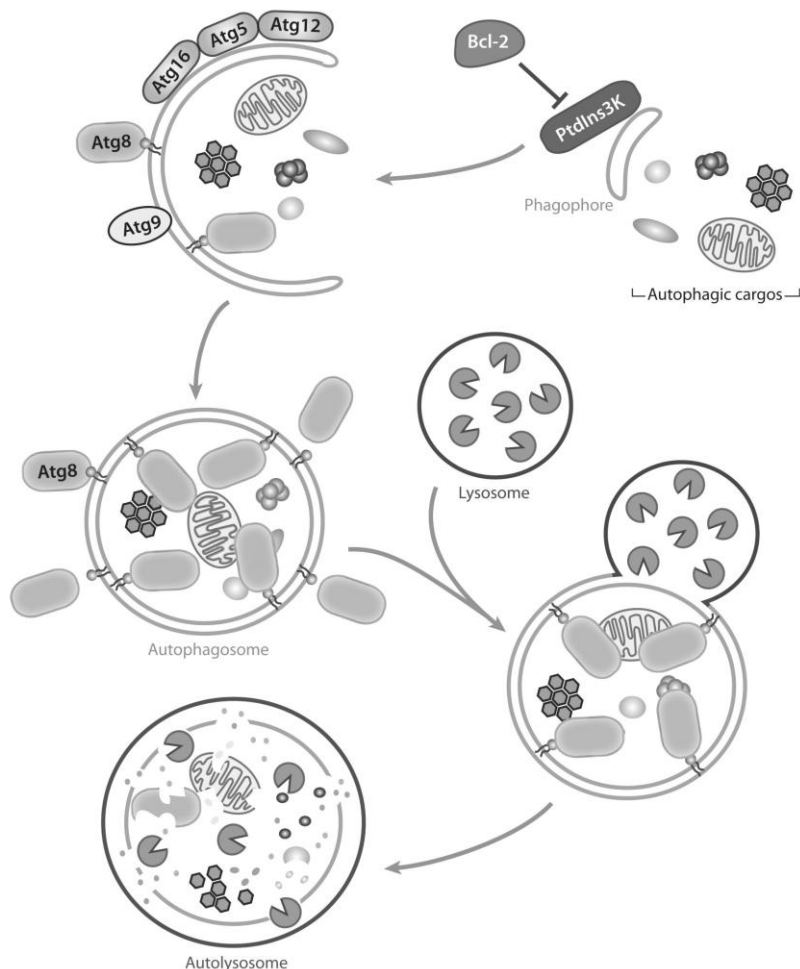 Atg12
Atg5
Atg16
Bcl-2
PtdIns3K
Atg8
Phagophore
Atg9
Autophagic cargos
Atg8
Lysosome
Autophagosome
Autolysosome